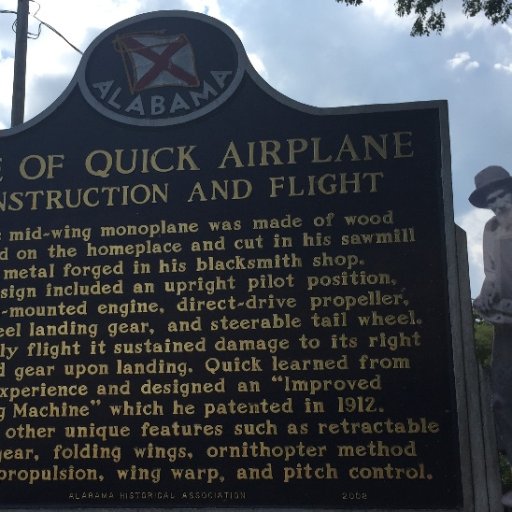 ALABAMA
E OF QUICK AIRPLANE
NSTRUCTION AND FLIGHT
mid-wing monoplane was made of wood
d on the homeplace and cut in his sawmill
metal forged in his blacksmith shop.
sign included an upright pilot position,
-mounted engine, direct-drive propeller,
eel landing gear, and steerable tail wheel.
ly flight it sustained damage to its right
d gear upon landing. Quick learned from
xperience and designed an “Improved
g Machine” which he patented in 1912.
other unique features such as retractable
gear, folding wings, ornithopter method
propulsion, wing warp, and pitch control.
ALABAMA HISTORICAL ASSOCIATION 2008